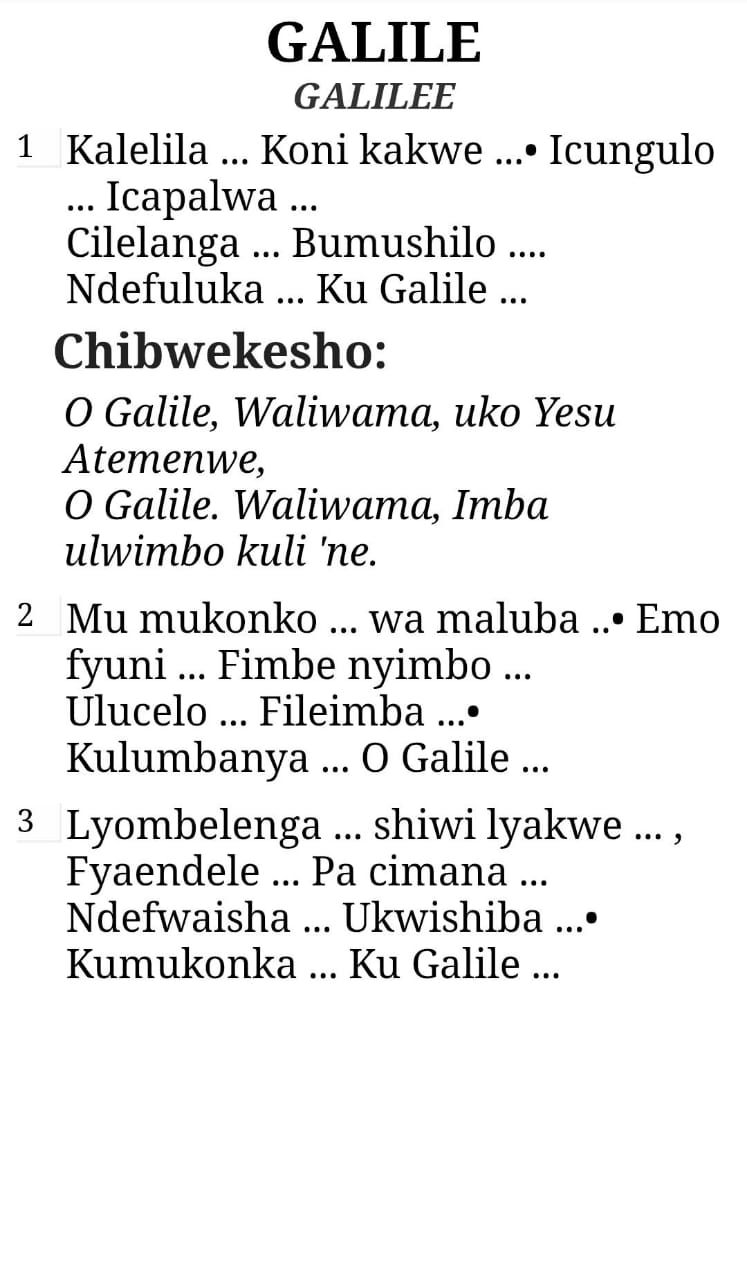 GALILE
GALILEE
1 Kalelila ... Koni kakwe ...• Icungulo
... Icapalwa ...
Cilelanga ... Bumushilo ....
Ndefuluka ... Ku Galile ...
Chibwekesho:
O Galile, Waliwama, uko Yesu
Atemenwe,
O Galile. Waliwama, Imba
ulwimbo kuli 'ne.
2 Mu mukonko ... wa maluba ..• Emo
fyuni ... Fimbe nyimbo ...
Ulucelo ... Fileimba ...•
Kulumbanya ... O Galile ...
3 Lyombelenga ... shiwi lyakwe ... ,
Fyaendele ... Pa cimana ...
Ndefwaisha ... Ukwishiba ...•
Kumukonka ... Ku Galile ...